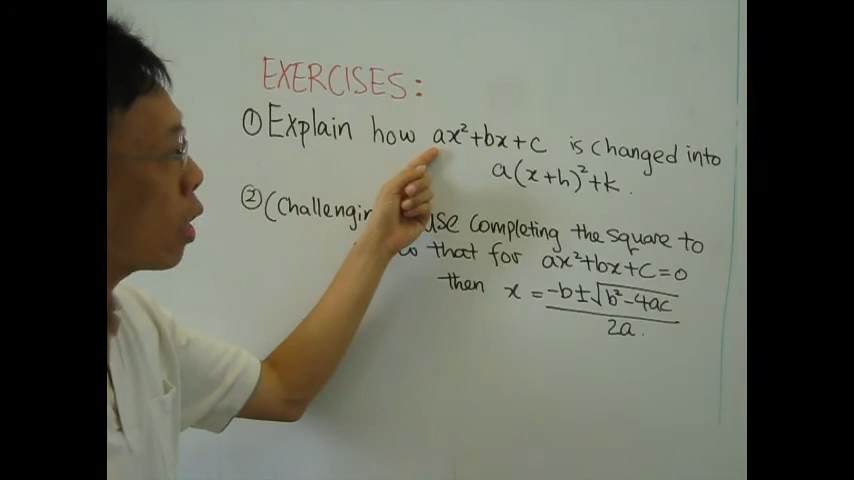 EXERCISES:
① Explain how ax²+bx+c is changed into
a(x+h)²+k.
② (Challengin use completing the square to
that for ax²+bx+c=0
then x = -b±√b²-4ac
2a.